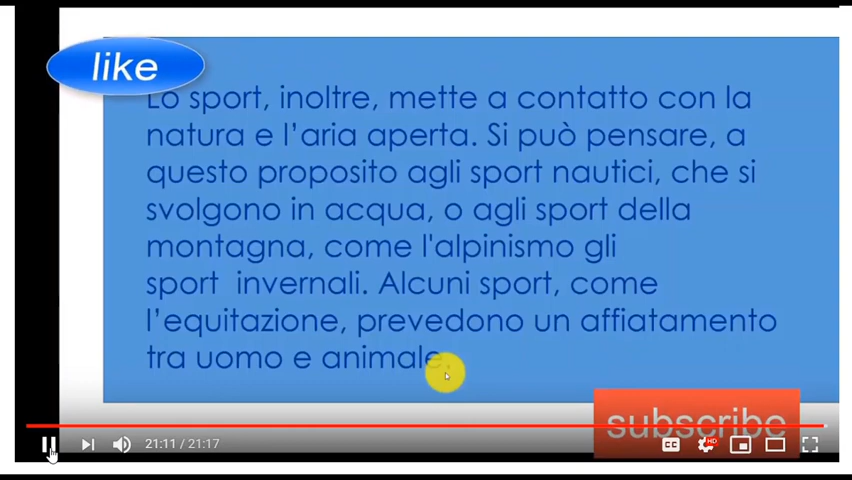 like
Lo sport, inoltre, mette a contatto con la
natura e l’aria aperta. Si può pensare, a
questo proposito agli sport nautici, che si
svolgono in acqua, o agli sport della
montagna, come l'alpinismo gli
sport  invernali. Alcuni sport, come
l’equitazione, prevedono un affiatamento
tra uomo e animale.
subscribe
21:11 / 21:17
CC
HD